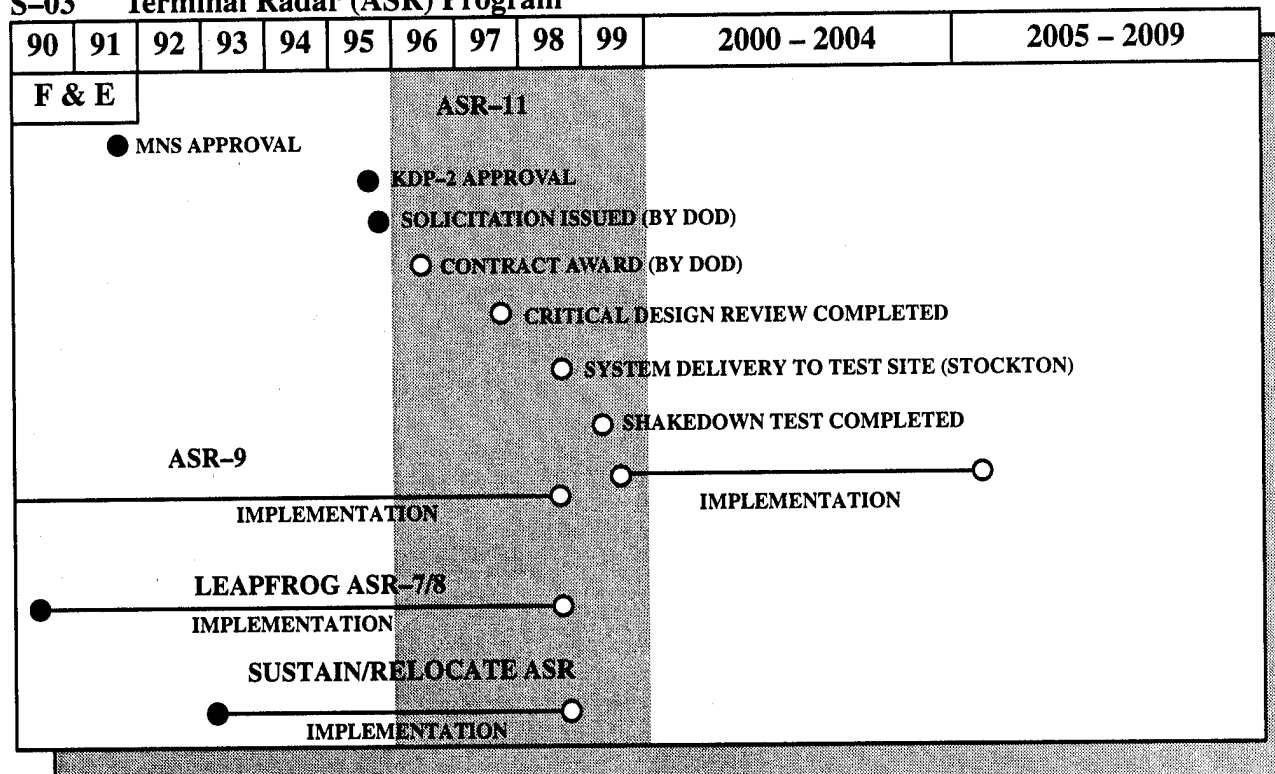 S–03 Terminal Radar (ASR) Program
90 91 92 93 94 95 96 97 98 99 2000 – 2004 2005 – 2009
F & E
ASR–11
MNS APPROVAL
KDP–2 APPROVAL
SOLICITATION ISSUED (BY DOD)
CONTRACT AWARD (BY DOD)
CRITICAL DESIGN REVIEW COMPLETED
SYSTEM DELIVERY TO TEST SITE (STOCKTON)
SHAKEDOWN TEST COMPLETED
ASR–9
IMPLEMENTATION
IMPLEMENTATION
LEAPFROG ASR–7/8
IMPLEMENTATION
SUSTAIN/RELOCATE ASR
IMPLEMENTATION